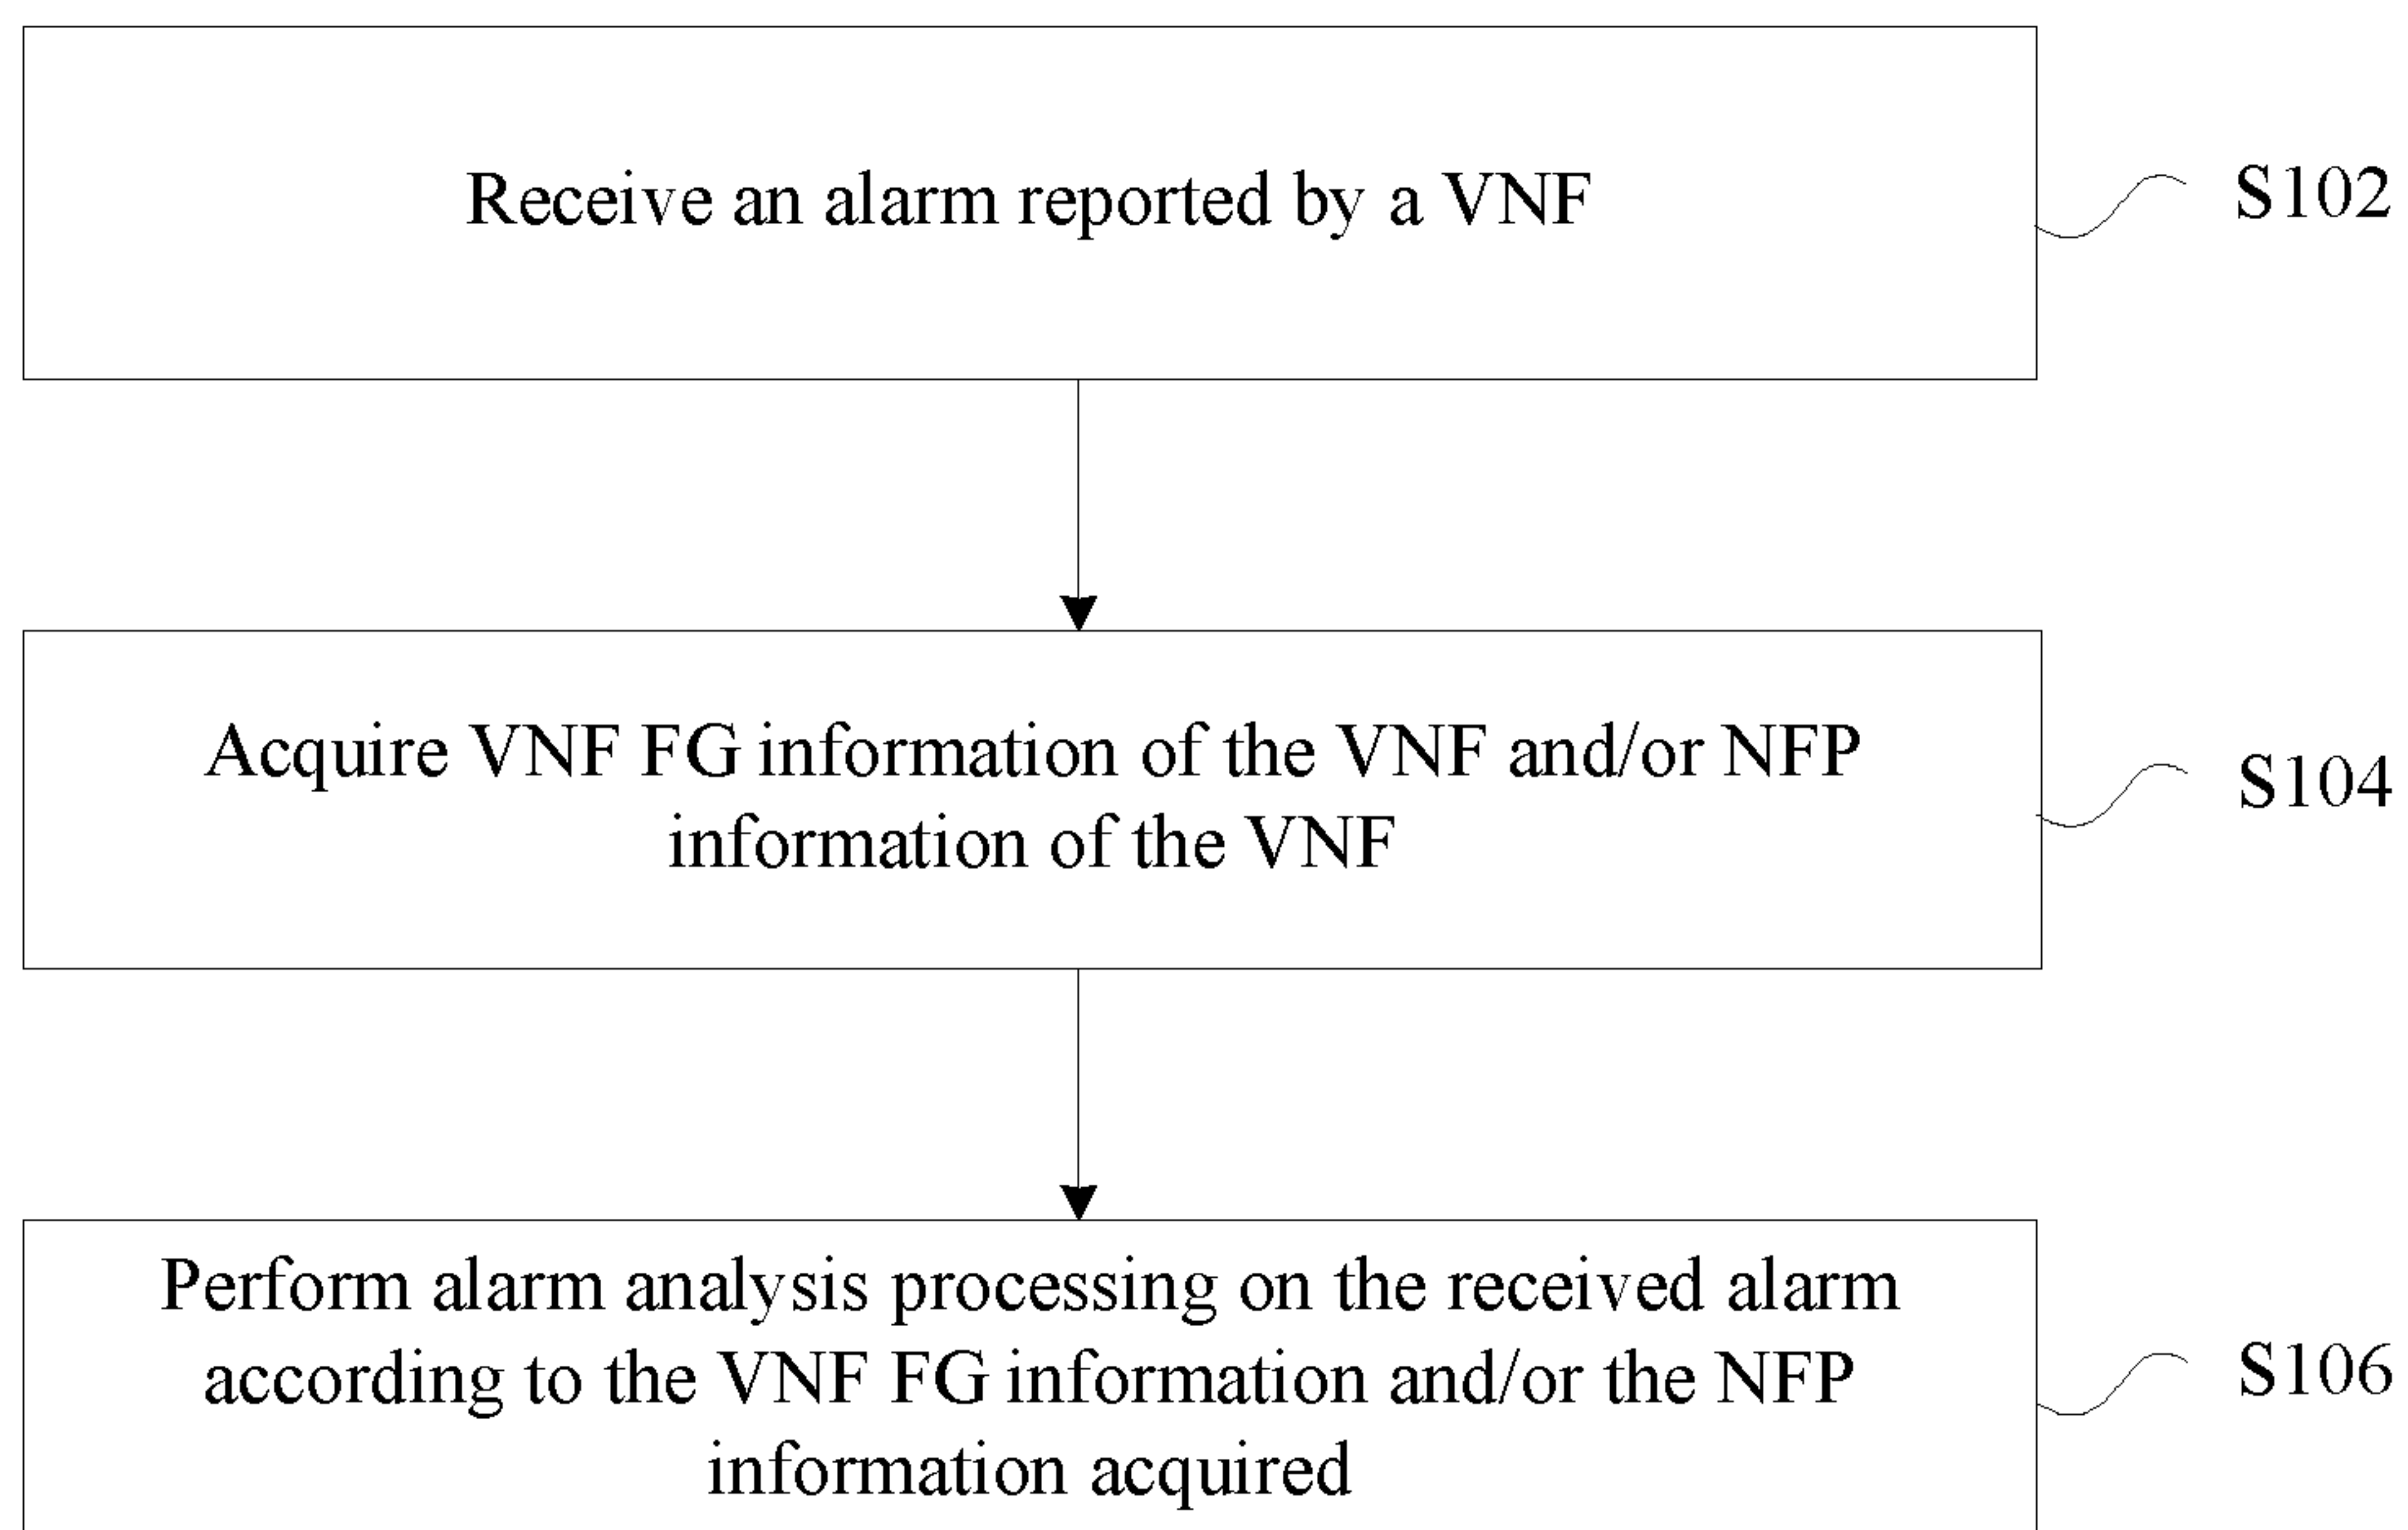 Receive an alarm reported by a VNF
S102
Acquire VNF FG information of the VNF and/or NFP
information of the VNF
S104
Perform alarm analysis processing on the received alarm
according to the VNF FG information and/or the NFP
information acquired
S106